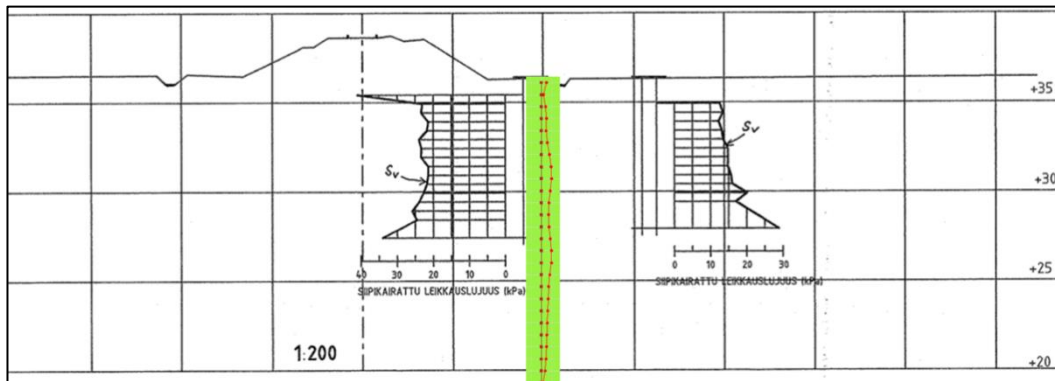 +35
Sv
Sv
+30
40 30 20 10 0
0 10 20 30
+25
SIIPIKAIRATTU LEIKKAUSLUJUUS (kPa)
SIIPIKAIRATTU LEIKKAUSLUJUUS (kPa)
1:200
+20